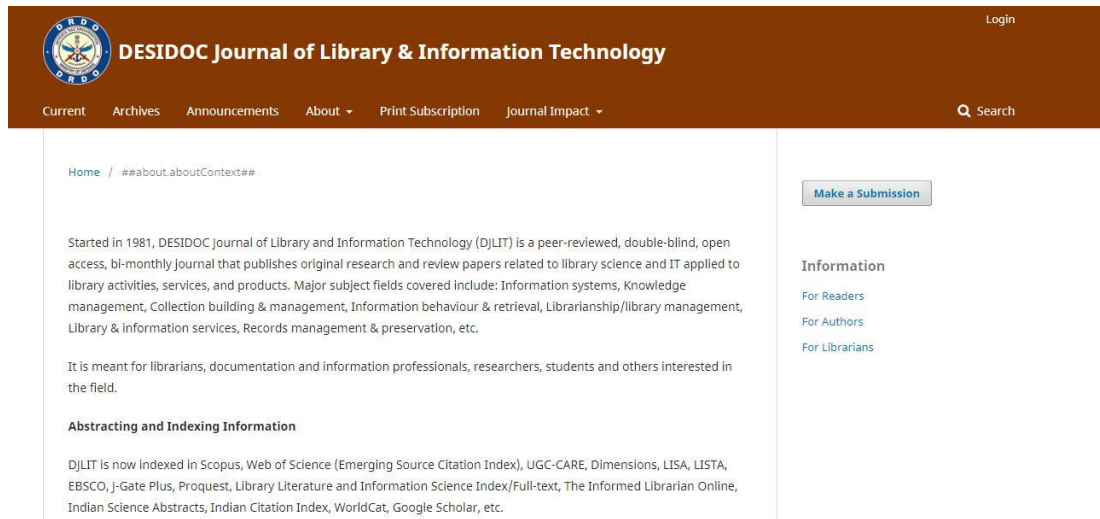 Login
DRDO
DESIDOC Journal of Library & Information Technology
DRDO
Current Archives Announcements About Print Subscription Journal Impact Search
Home / ##about.aboutContext##
Make a Submission
Started in 1981, DESIDOC Journal of Library and Information Technology (DJLIT) is a peer-reviewed, double-blind, open
access, bi-monthly journal that publishes original research and review papers related to library science and IT applied to
library activities, services, and products. Major subject fields covered include: Information systems, Knowledge
management, Collection building & management, Information behaviour & retrieval, Librarianship/library management,
Library & information services, Records management & preservation, etc.
It is meant for librarians, documentation and information professionals, researchers, students and others interested in
the field.
Abstracting and Indexing Information
DJLIT is now indexed in Scopus, Web of Science (Emerging Source Citation Index), UGC-CARE, Dimensions, LISA, LISTA,
EBSCO, J-Gate Plus, Proquest, Library Literature and Information Science Index/Full-text, The Informed Librarian Online,
Indian Science Abstracts, Indian Citation Index, WorldCat, Google Scholar, etc.
Information
For Readers
For Authors
For Librarians